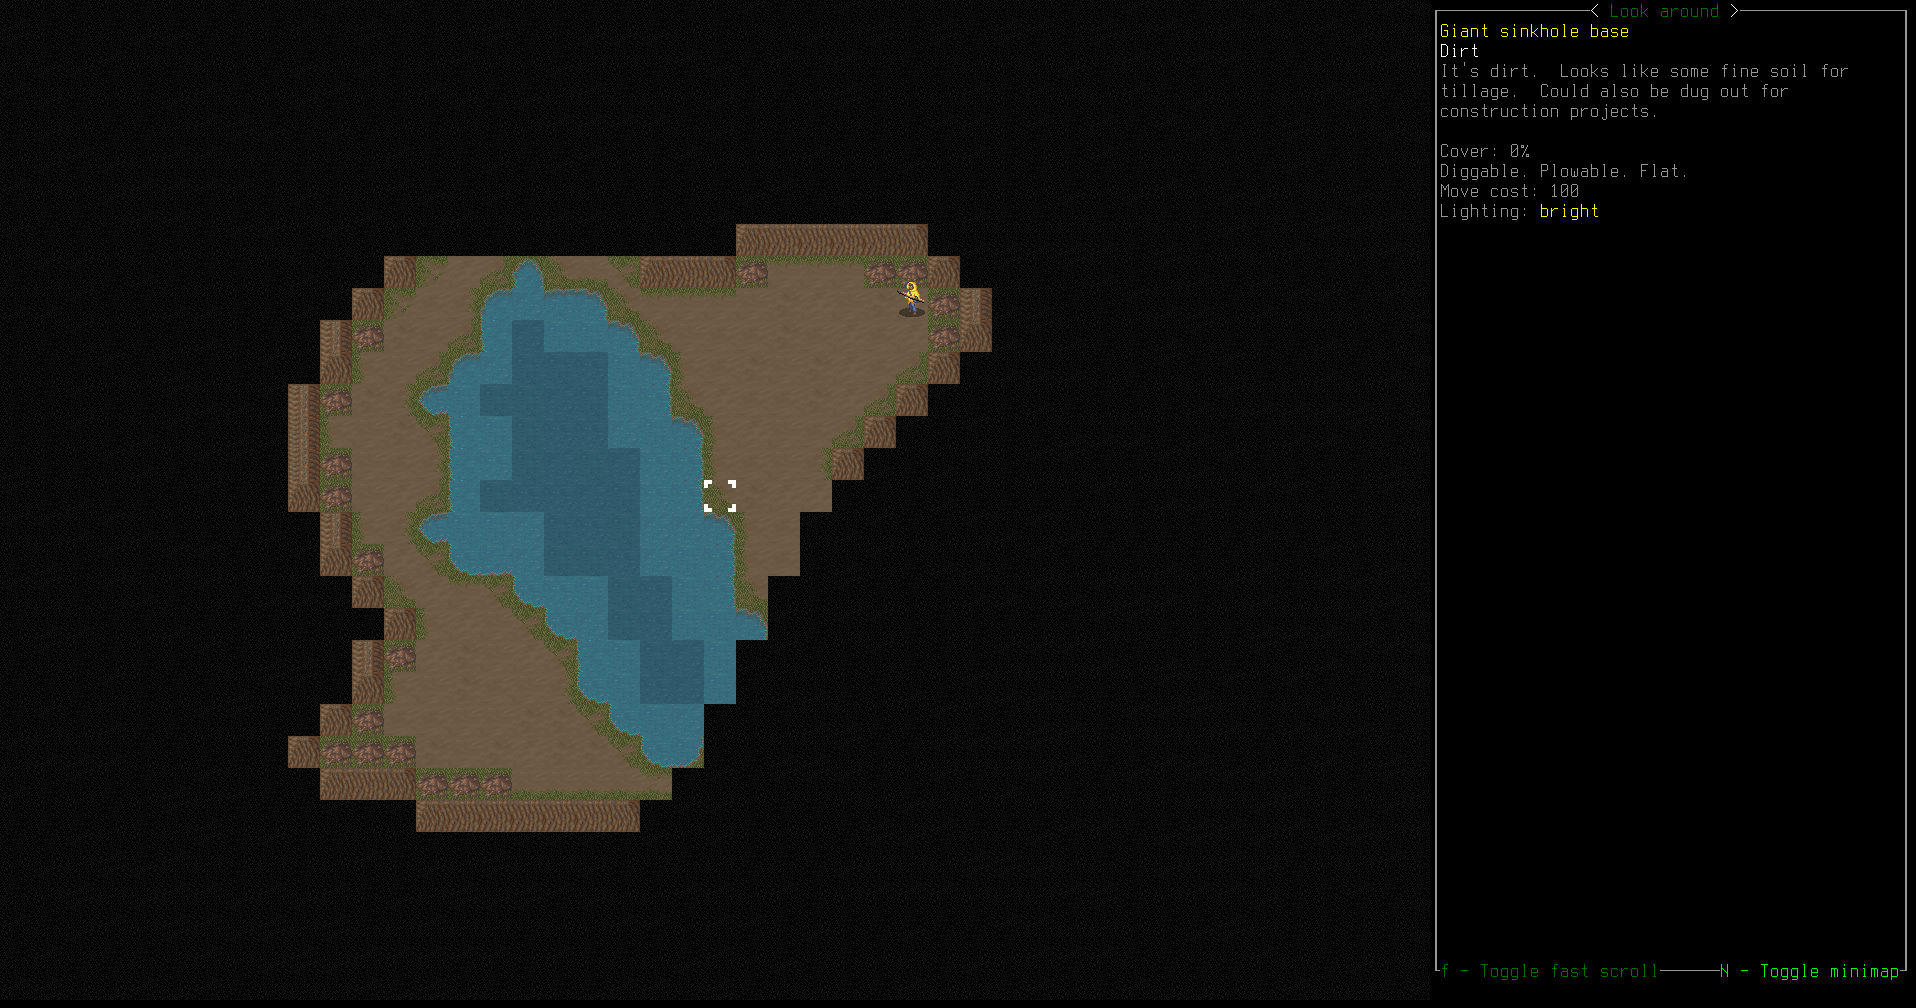 < Look around >
Giant sinkhole base
Dirt
It's dirt.  Looks like some fine soil for
tillage.  Could also be dug out for
construction projects.
Cover: 0%
Diggable. Plowable. Flat.
Move cost: 100
Lighting: bright
f - Toggle fast scroll N - Toggle minimap